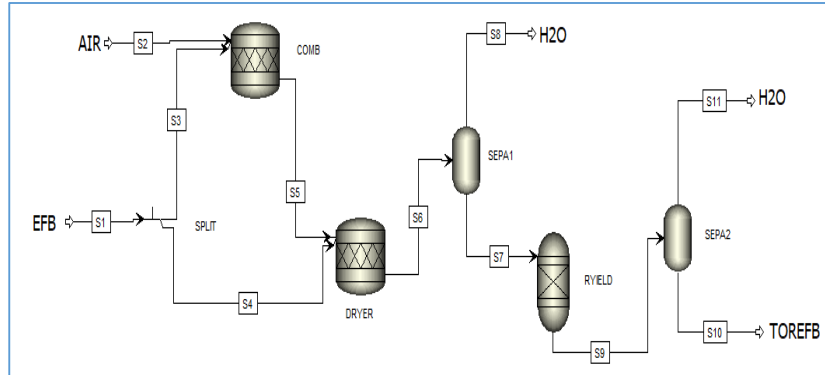 AIR
S2
COMB
S8
H2O
S11
H2O
S3
SEPA1
S5
S6
SEPA2
EFB
S1
SPLIT
S7
RYIELD
S4
DRYER
S9
S10
TOREFB